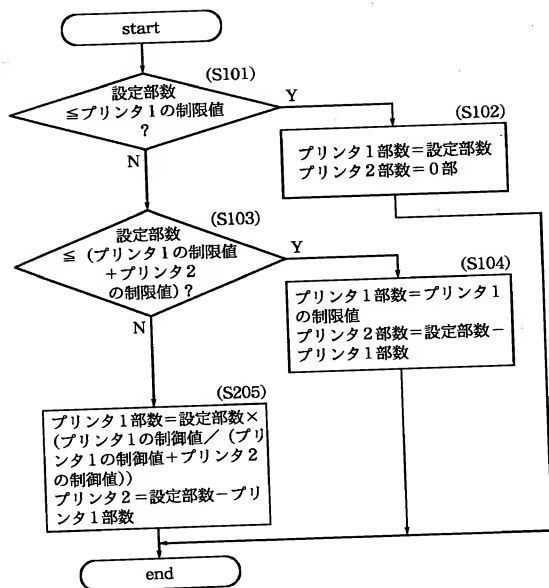 start
(S101)
設定部数
≦プリンタ1の制限値
?
Y
N
(S102)
プリンタ1部数=設定部数
プリンタ2部数=0部
(S103)
設定部数
≦ (プリンタ1の制限値
+プリンタ2
の制限値) ?
Y
N
(S104)
プリンタ1部数=プリンタ1
の制限値
プリンタ2部数=設定部数-
プリンタ1部数
(S205)
プリンタ1部数=設定部数×
(プリンタ1の制御値/ (プリ
ンタ1の制御値+プリンタ2
の制御値))
プリンタ2=設定部数-プリ
ンタ1部数
end